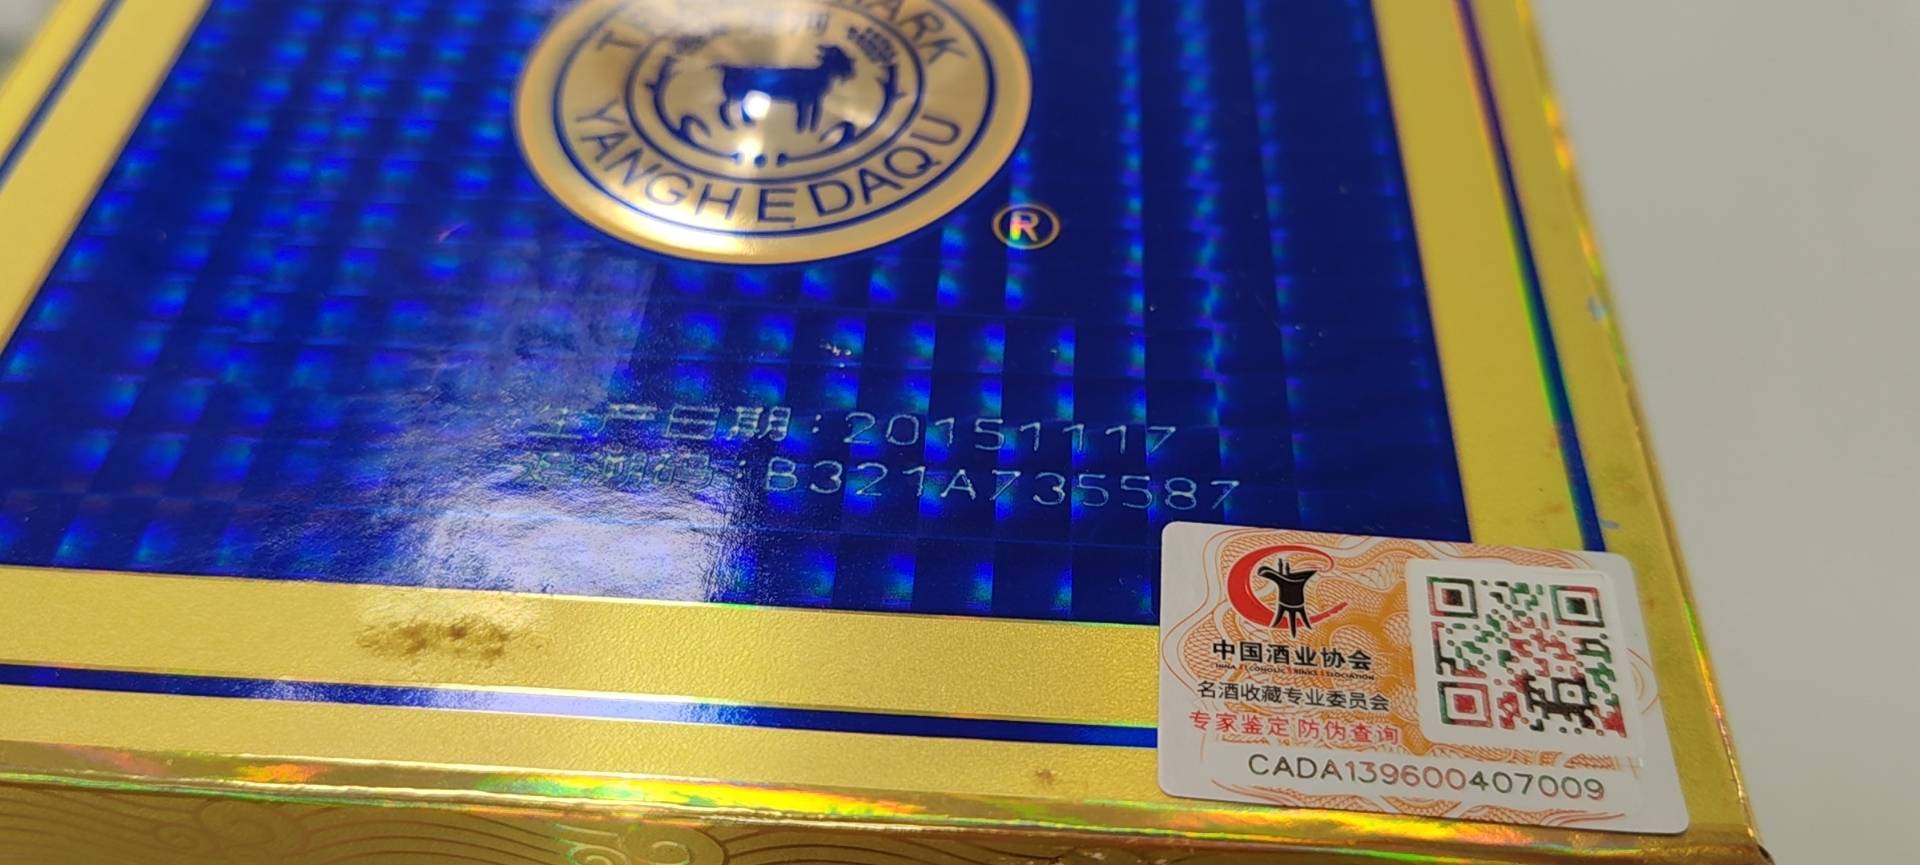 YANGHEDAQU
®
生产日期:20151117
追溯码:B321A735587
中国酒业协会
名酒收藏专业委员会
专家鉴定 防伪查询
CADA139600407009